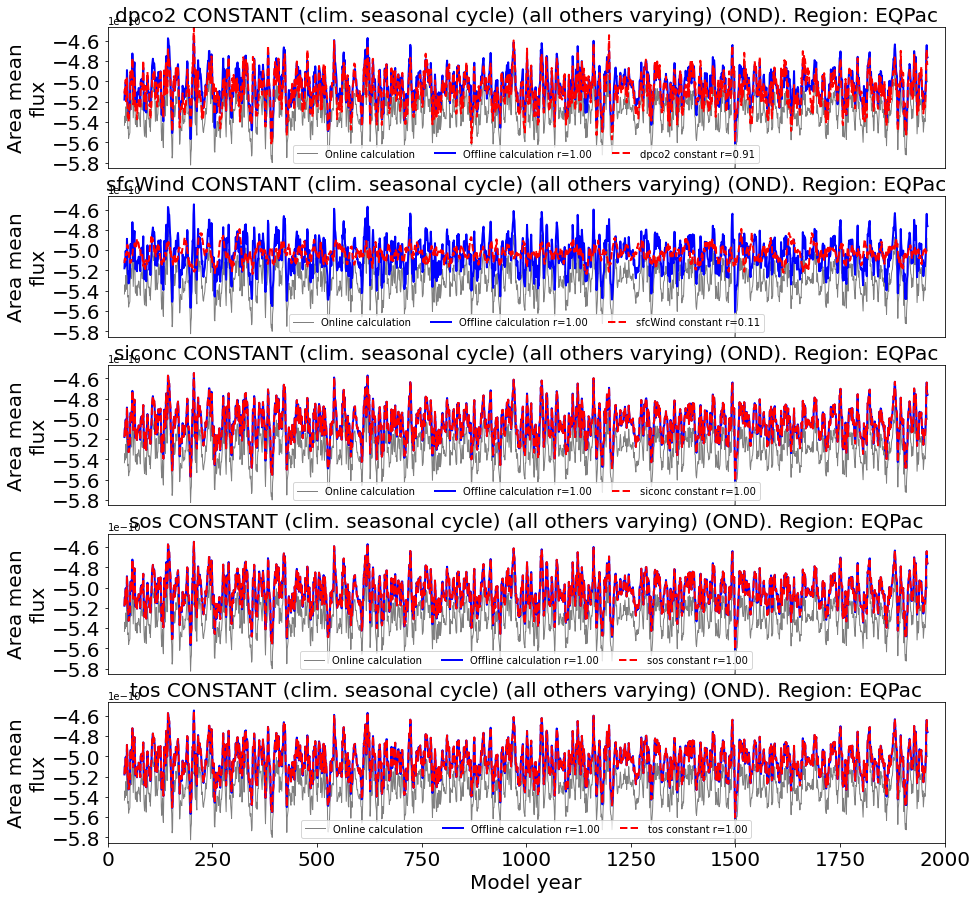 dpco2 CONSTANT (clim. seasonal cycle) (all others varying) (OND). Region: EQPac
1e−10
−4.6
−4.8
−5.0
−5.2
−5.4
−5.6
−5.8
Area mean
flux
Online calculation
Offline calculation r=1.00
dpco2 constant r=0.91
sfcWind CONSTANT (clim. seasonal cycle) (all others varying) (OND). Region: EQPac
1e−10
−4.6
−4.8
−5.0
−5.2
−5.4
−5.6
−5.8
Area mean
flux
Online calculation
Offline calculation r=1.00
sfcWind constant r=0.11
siconc CONSTANT (clim. seasonal cycle) (all others varying) (OND). Region: EQPac
1e−10
−4.6
−4.8
−5.0
−5.2
−5.4
−5.6
−5.8
Area mean
flux
Online calculation
Offline calculation r=1.00
siconc constant r=1.00
sos CONSTANT (clim. seasonal cycle) (all others varying) (OND). Region: EQPac
1e−10
−4.6
−4.8
−5.0
−5.2
−5.4
−5.6
−5.8
Area mean
flux
Online calculation
Offline calculation r=1.00
sos constant r=1.00
tos CONSTANT (clim. seasonal cycle) (all others varying) (OND). Region: EQPac
1e−10
−4.6
−4.8
−5.0
−5.2
−5.4
−5.6
−5.8
Area mean
flux
Online calculation
Offline calculation r=1.00
tos constant r=1.00
0 250 500 750 1000 1250 1500 1750 2000
Model year